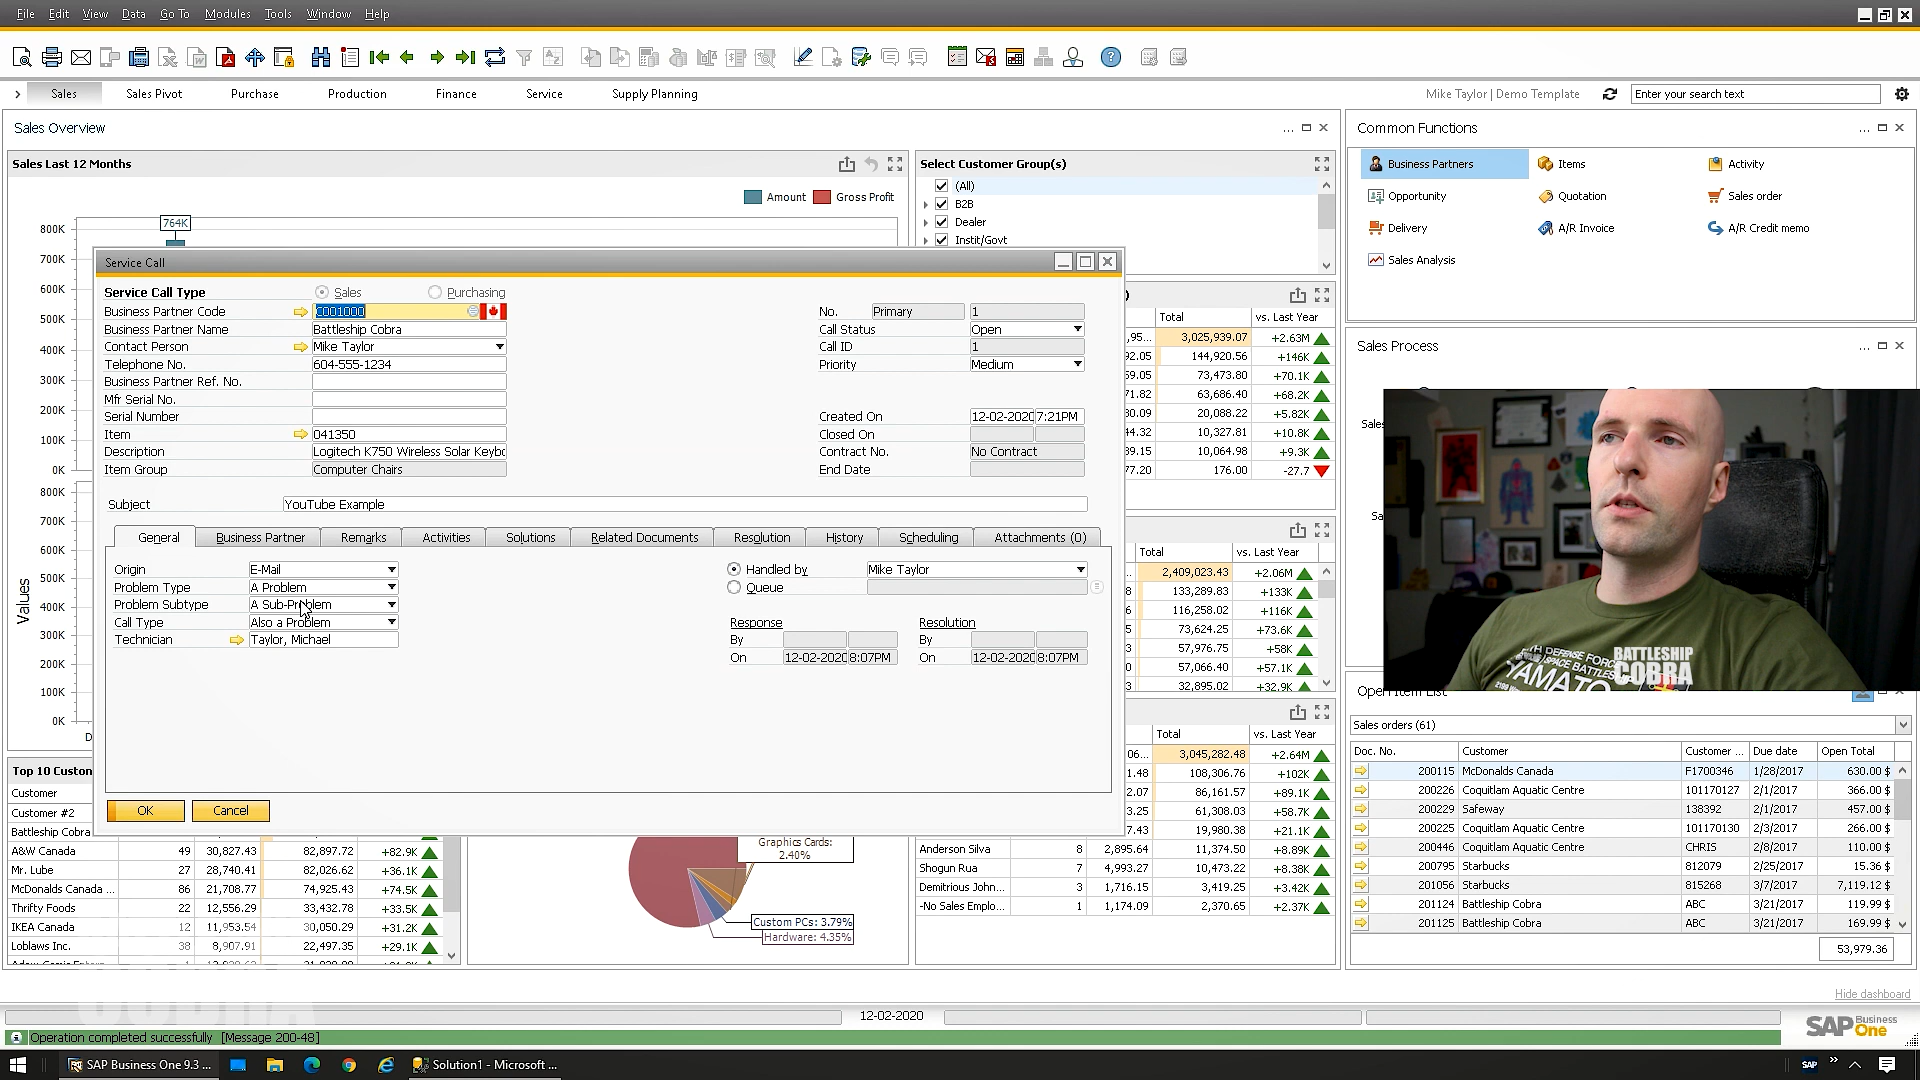 File Edit View Data Go To Modules Tools Window Help
Sales Sales Pivot Purchase Production Finance Service Supply Planning
Mike Taylor | Demo Template
Enter your search text
Sales Overview
...
Sales Last 12 Months
Amount Gross Profit
764K
800K
700K
600K
500K
400K
300K
200K
100K
0K
800K
700K
600K
500K
400K
300K
200K
100K
0K
Values
Select Customer Group(s)
(All)
B2B
Dealer
Instit/Govt
Service Call
Service Call Type Sales Purchasing
Business Partner Code C001000
Business Partner Name Battleship Cobra
Contact Person Mike Taylor
Telephone No. 604-555-1234
Business Partner Ref. No.
Mfr Serial No.
Serial Number
Item 041350
Description Logitech K750 Wireless Solar Keybo
Item Group Computer Chairs
No. Primary 1
Call Status Open
Call ID 1
Priority Medium
Created On 12-02-2020 7:21PM
Closed On
Contract No. No Contract
End Date
Subject YouTube Example
General Business Partner Remarks Activities Solutions Related Documents Resolution History Scheduling Attachments (0)
Origin E-Mail
Problem Type A Problem
Problem Subtype A Sub-Problem
Call Type Also a Problem
Technician Taylor, Michael
Handled by Mike Taylor
Queue
Response Resolution
By By
On 12-02-2020 8:07PM On 12-02-2020 8:07PM
OK Cancel
Total vs. Last Year
3,025,939.07 +2.63M
144,920.56 +146K
73,473.80 +70.1K
63,686.40 +68.2K
20,088.22 +5.82K
10,327.81 +10.8K
10,064.98 +9.3K
176.00 -27.7
Total vs. Last Year
2,409,023.43 +2.06M
133,289.83 +133K
116,258.02 +116K
73,624.25 +73.6K
57,976.75 +58K
57,066.40 +57.1K
32,895.02 +32.9K
Total vs. Last Year
3,045,282.48 +2.64M
108,306.76 +102K
86,161.57 +89.1K
61,308.03 +58.7K
19,980.38 +21.1K
Anderson Silva 8 2,895.64 11,374.50 +8.89K
Shogun Rua 7 4,993.27 10,473.22 +8.38K
Demitrious John... 3 1,716.15 3,419.25 +3.42K
-No Sales Emplo... 1 1,174.09 2,370.65 +2.37K
Top 10 Custon
Customer
Customer #2
Battleship Cobra
A&W Canada 49 30,827.43 82,897.72 +82.9K
Mr. Lube 27 28,740.41 82,026.62 +36.1K
McDonalds Canada ... 86 21,708.77 74,925.43 +74.5K
Thrifty Foods 22 12,556.29 33,432.78 +33.5K
IKEA Canada 12 11,953.54 30,050.29 +31.2K
Loblaws Inc. 38 8,907.91 22,497.35 +29.1K
Graphics Cards:
2.40%
Custom PCs: 3.79%
Hardware: 4.35%
Common Functions
...
Business Partners Items Activity
Opportunity Quotation Sales order
Delivery A/R Invoice A/R Credit memo
Sales Analysis
Sales Process
...
Sales
Sa
BATTLESHIP
COBRA
TH DEFENSE FORC
SPACE BATTLES
YAMATO
Open Item List
Sales orders (61)
Doc. No. Customer Customer ... Due date Open Total
200115 McDonalds Canada F1700346 1/28/2017 630.00 $
200226 Coquitlam Aquatic Centre 101170127 2/1/2017 366.00 $
200229 Safeway 138392 2/1/2017 457.00 $
200225 Coquitlam Aquatic Centre 101170130 2/3/2017 266.00 $
200446 Coquitlam Aquatic Centre CHRIS 2/8/2017 110.00 $
200795 Starbucks 812079 2/25/2017 15.36 $
201056 Starbucks 815268 3/7/2017 7,119.12 $
201124 Battleship Cobra ABC 3/21/2017 119.99 $
201125 Battleship Cobra ABC 3/21/2017 169.99 $
53,979.36
Hide dashboard
12-02-2020
SAP Business One
Operation completed successfully [Message 200-48]
SAP Business One 9.3 ...
Solution1 - Microsoft ...
SAP